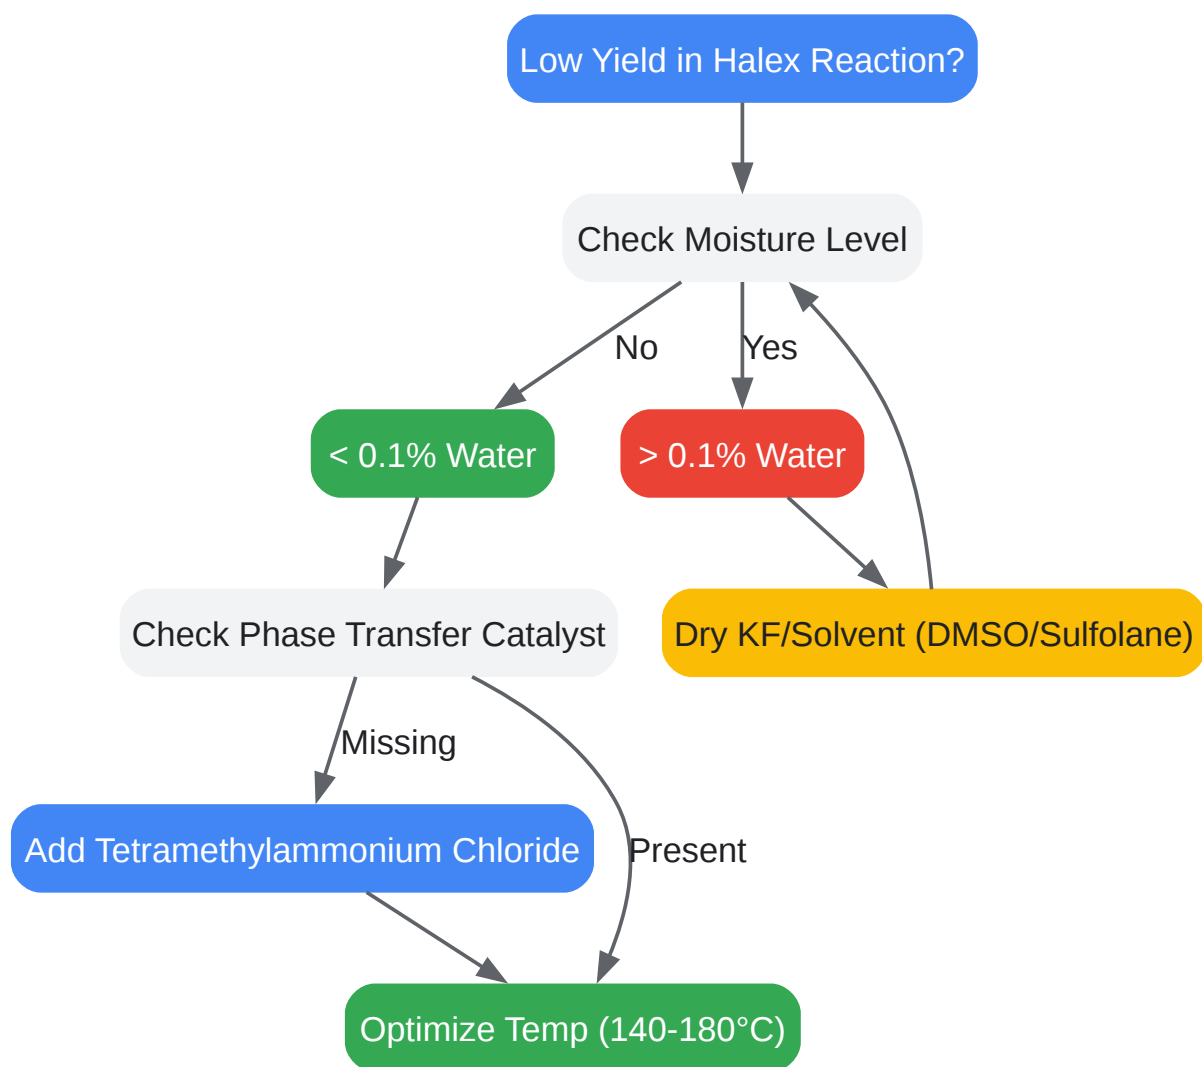 Low Yield in Halex Reaction?
Check Moisture Level
No
Yes
< 0.1% Water
> 0.1% Water
Check Phase Transfer Catalyst
Dry KF/Solvent (DMSO/Sulfolane)
Missing
Add Tetramethylammonium Chloride
Present
Optimize Temp (140-180°C)